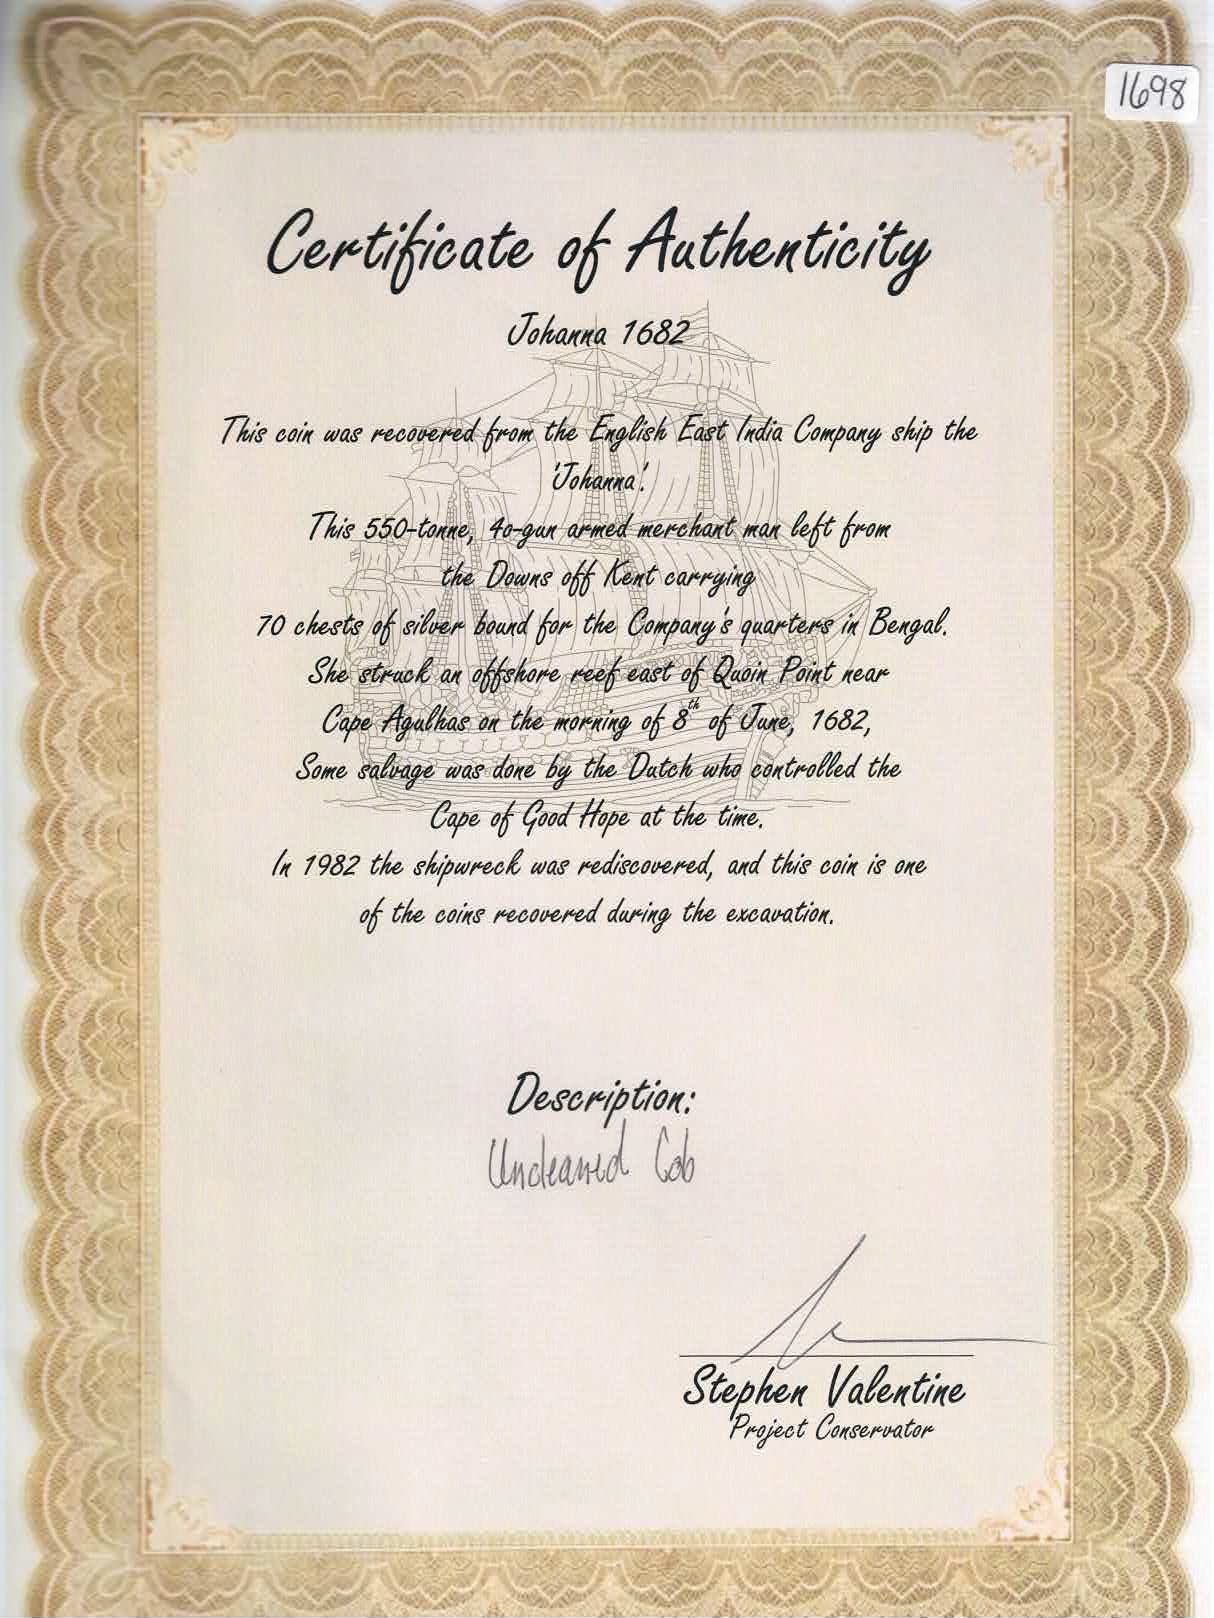 1698
Certificate of Authenticity
Johanna 1682
This coin was recovered from the English East India Company ship the
'Johanna'.
This 550-tonne, 40-gun armed merchant man left from
the Downs off Kent carrying
70 chests of silver bound for the Company's quarters in Bengal.
She struck an offshore reef east of Quoin Point near
Cape Agulhas on the morning of 8th of June, 1682,
Some salvage was done by the Dutch who controlled the
Cape of Good Hope at the time.
In 1982 the shipwreck was rediscovered, and this coin is one
of the coins recovered during the excavation.
Description:
Uncleaned Cob
Stephen Valentine
Project Conservator